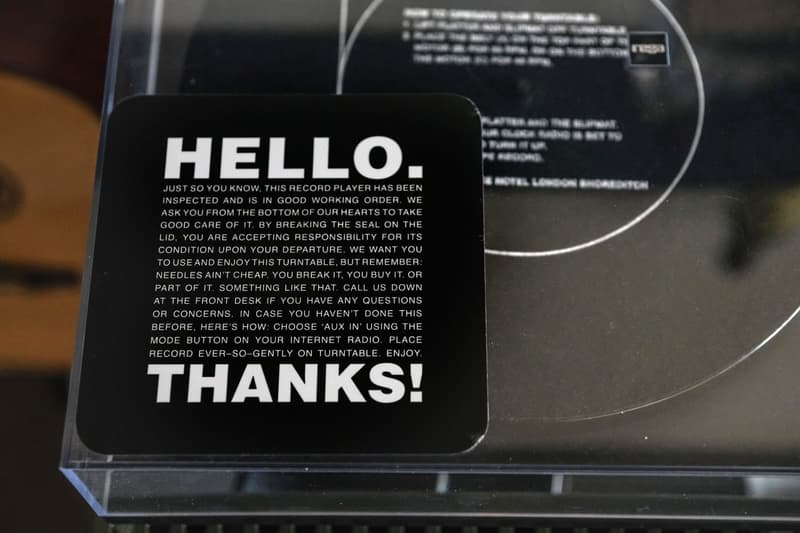 HOW TO OPERATE YOUR TURNTABLE:
rega
PLATTER AND THE SLIPMAT.
CLOCK RADIO IS SET TO
TURN IT UP.
RECORD.
HOTEL LONDON SHOREDITCH
HELLO.
JUST SO YOU KNOW, THIS RECORD PLAYER HAS BEEN
INSPECTED AND IS IN GOOD WORKING ORDER. WE
ASK YOU FROM THE BOTTOM OF OUR HEARTS TO TAKE
GOOD CARE OF IT. BY BREAKING THE SEAL ON THE
LID, YOU ARE ACCEPTING RESPONSIBILITY FOR ITS
CONDITION UPON YOUR DEPARTURE. WE WANT YOU
TO USE AND ENJOY THIS TURNTABLE, BUT REMEMBER:
NEEDLES AIN'T CHEAP. YOU BREAK IT, YOU BUY IT. OR
PART OF IT. SOMETHING LIKE THAT. CALL US DOWN
AT THE FRONT DESK IF YOU HAVE ANY QUESTIONS
OR CONCERNS. IN CASE YOU HAVEN'T DONE THIS
BEFORE, HERE'S HOW: CHOOSE 'AUX IN' USING THE
MODE BUTTON ON YOUR INTERNET RADIO. PLACE
RECORD EVER–SO–GENTLY ON TURNTABLE. ENJOY.
THANKS!